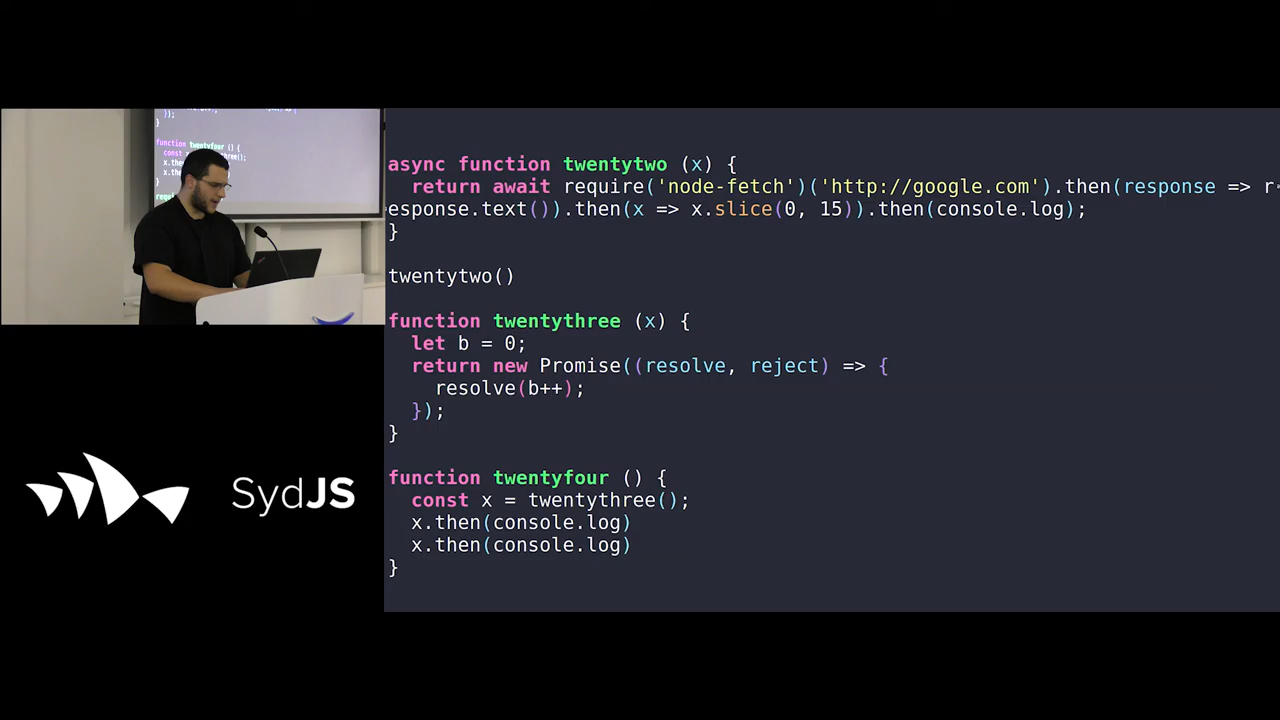 async function twentytwo (x) {
return await require('node-fetch')('http://google.com').then(response => r
esponse.text()).then(x => x.slice(0, 15)).then(console.log);
}
twentytwo()
function twentythree (x) {
let b = 0;
return new Promise((resolve, reject) => {
resolve(b++);
});
}
function twentyfour () {
const x = twentythree();
x.then(console.log)
x.then(console.log)
}
});
}
function twentyfour () {
SydJS